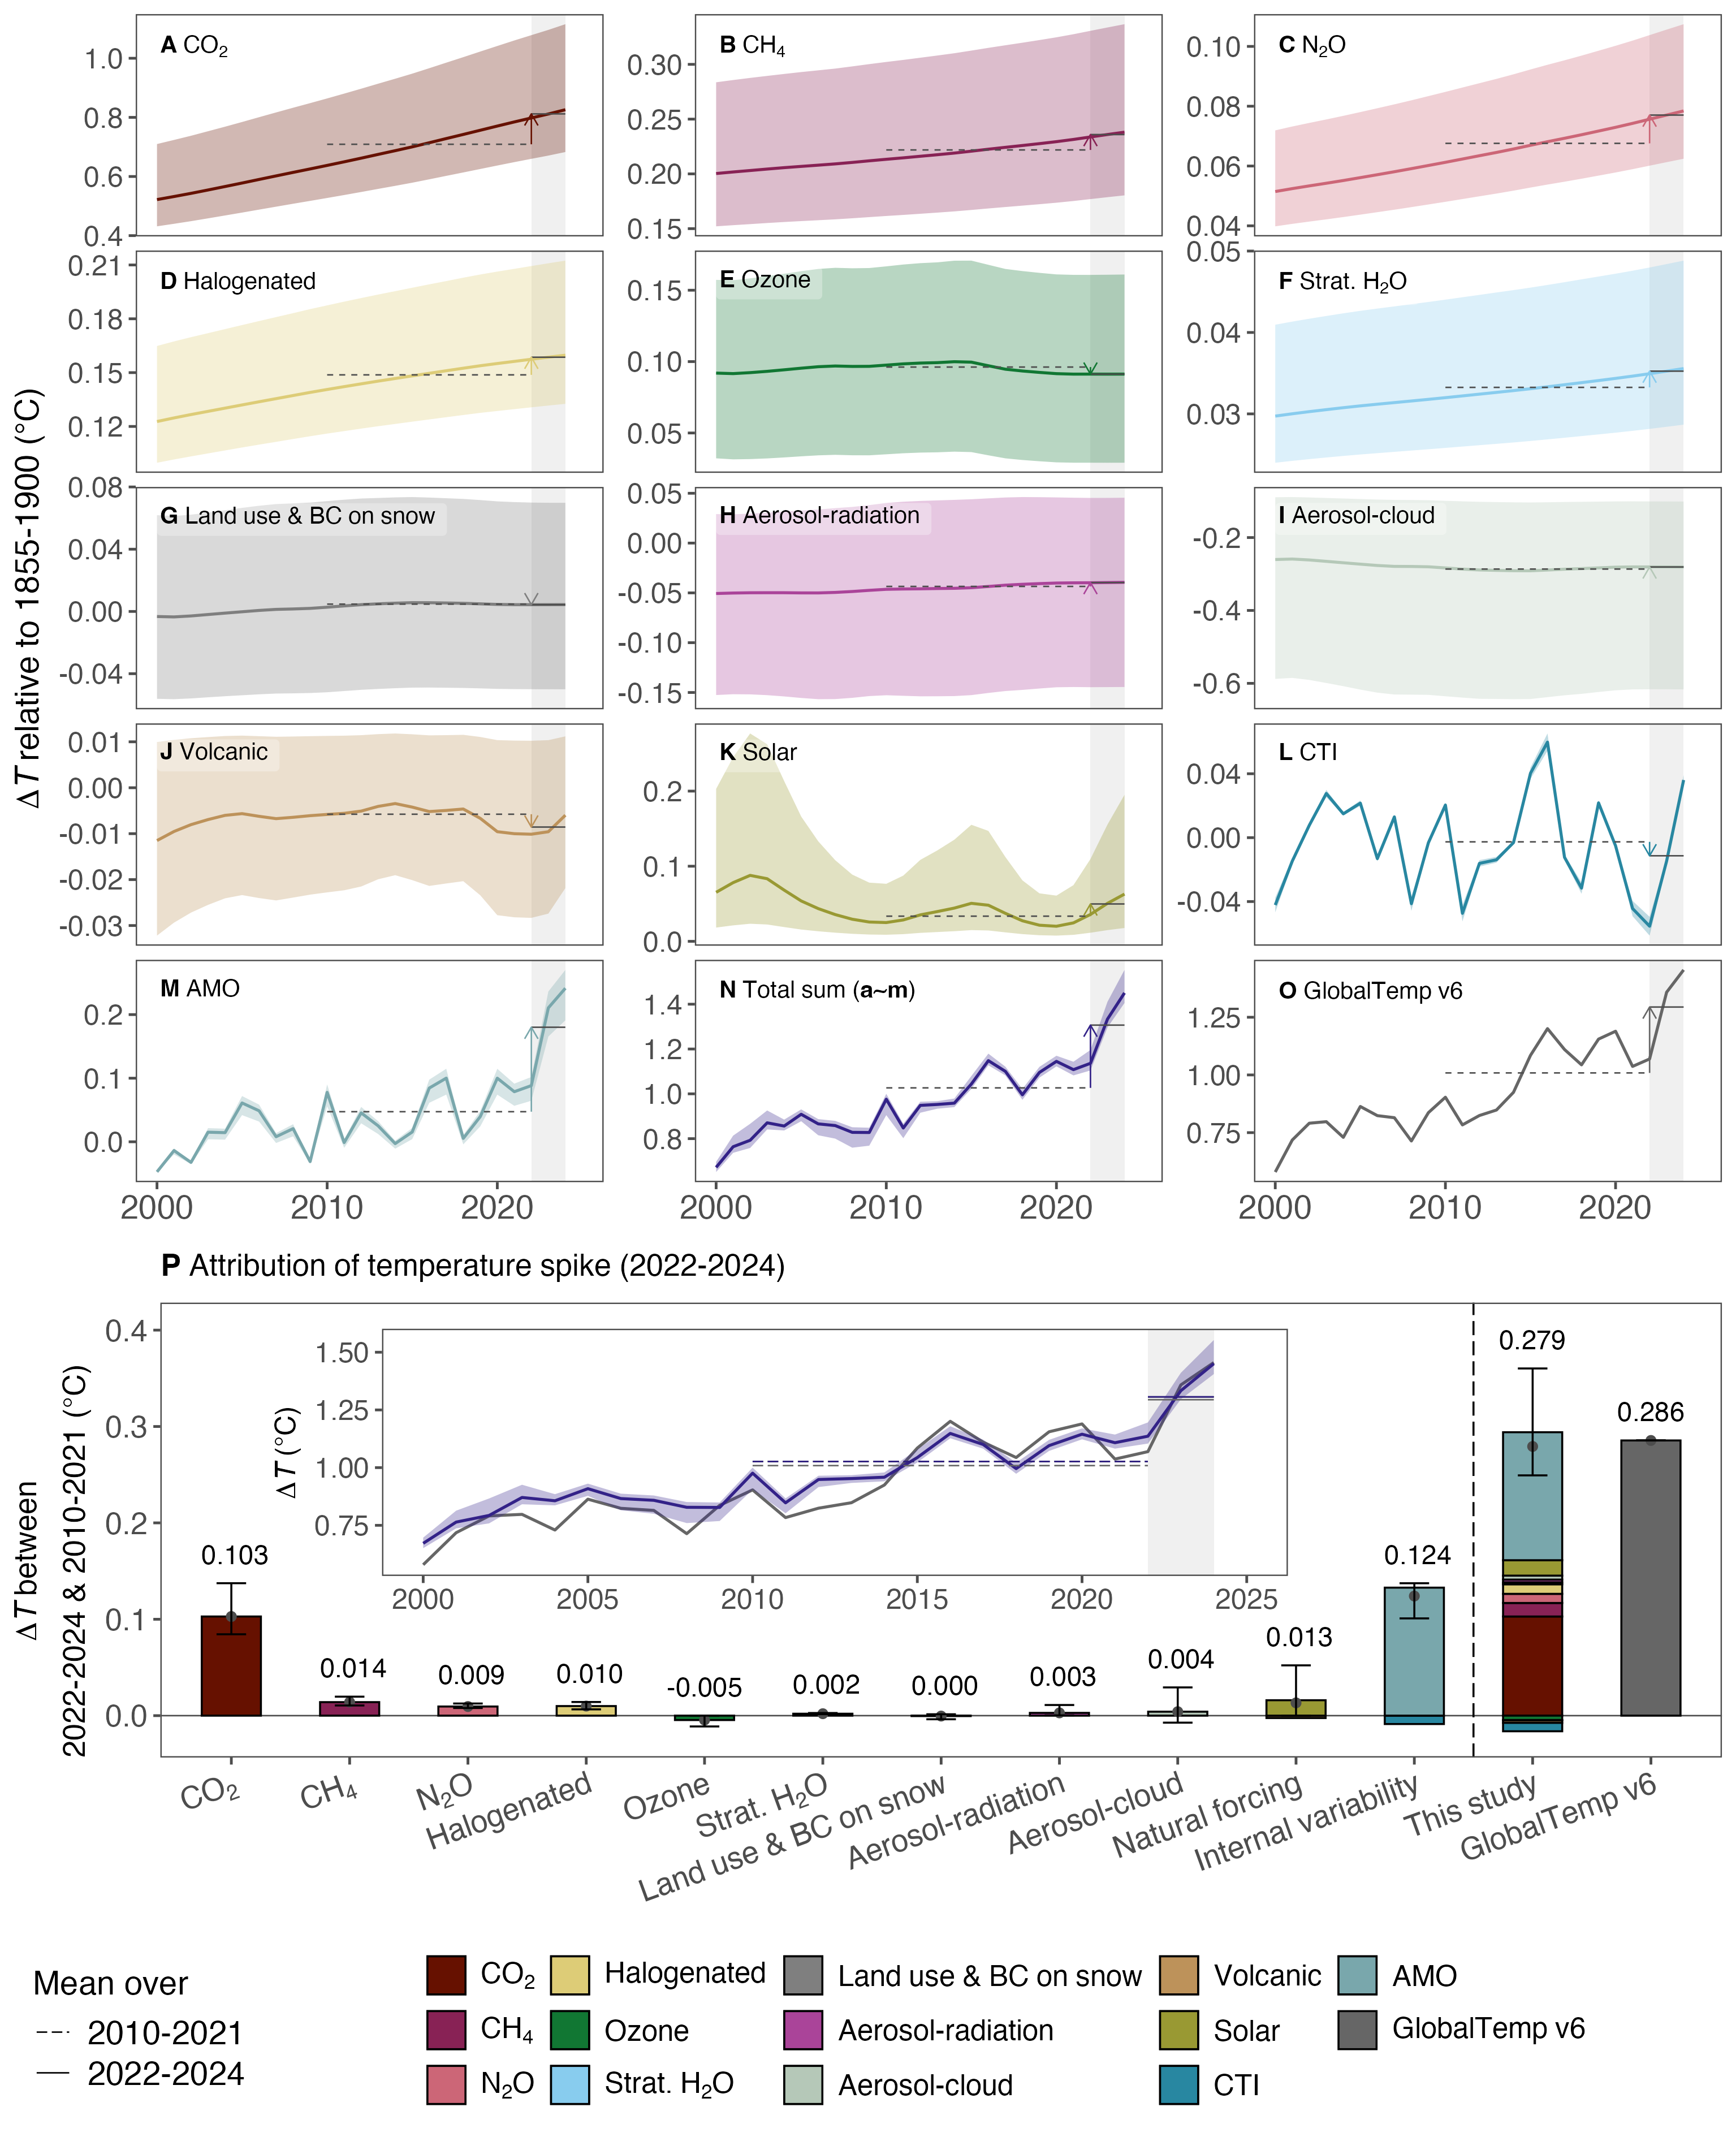 A CO2
1.0
0.8
0.6
0.4
B CH4
0.30
0.25
0.20
0.15
C N2O
0.10
0.08
0.06
0.04
D Halogenated
0.21
0.18
0.15
0.12
E Ozone
0.15
0.10
0.05
F Strat. H2O
0.05
0.04
0.03
Δ T relative to 1855-1900 (°C)
G Land use & BC on snow
0.08
0.04
0.00
-0.04
H Aerosol-radiation
0.05
0.00
-0.05
-0.10
-0.15
I Aerosol-cloud
-0.2
-0.4
-0.6
J Volcanic
0.01
0.00
-0.01
-0.02
-0.03
K Solar
0.2
0.1
0.0
L CTI
0.04
0.00
-0.04
M AMO
0.2
0.1
0.0
2000 2010 2020
N Total sum (a~m)
1.4
1.2
1.0
0.8
2000 2010 2020
O GlobalTemp v6
1.25
1.00
0.75
2000 2010 2020
P Attribution of temperature spike (2022-2024)
Δ T between
2022-2024 & 2010-2021 (°C)
0.4
0.3
0.2
0.1
0.0
Δ T (°C)
1.50
1.25
1.00
0.75
2000 2005 2010 2015 2020 2025
0.103
0.014
0.009
0.010
-0.005
0.002
0.000
0.003
0.004
0.013
0.124
0.279
0.286
CO2
CH4
N2O
Halogenated
Ozone
Strat. H2O
Land use & BC on snow
Aerosol-radiation
Aerosol-cloud
Natural forcing
Internal variability
This study
GlobalTemp v6
Mean over
2010-2021
2022-2024
CO2
CH4
N2O
Halogenated
Ozone
Strat. H2O
Land use & BC on snow
Aerosol-radiation
Aerosol-cloud
Volcanic
Solar
CTI
AMO
GlobalTemp v6